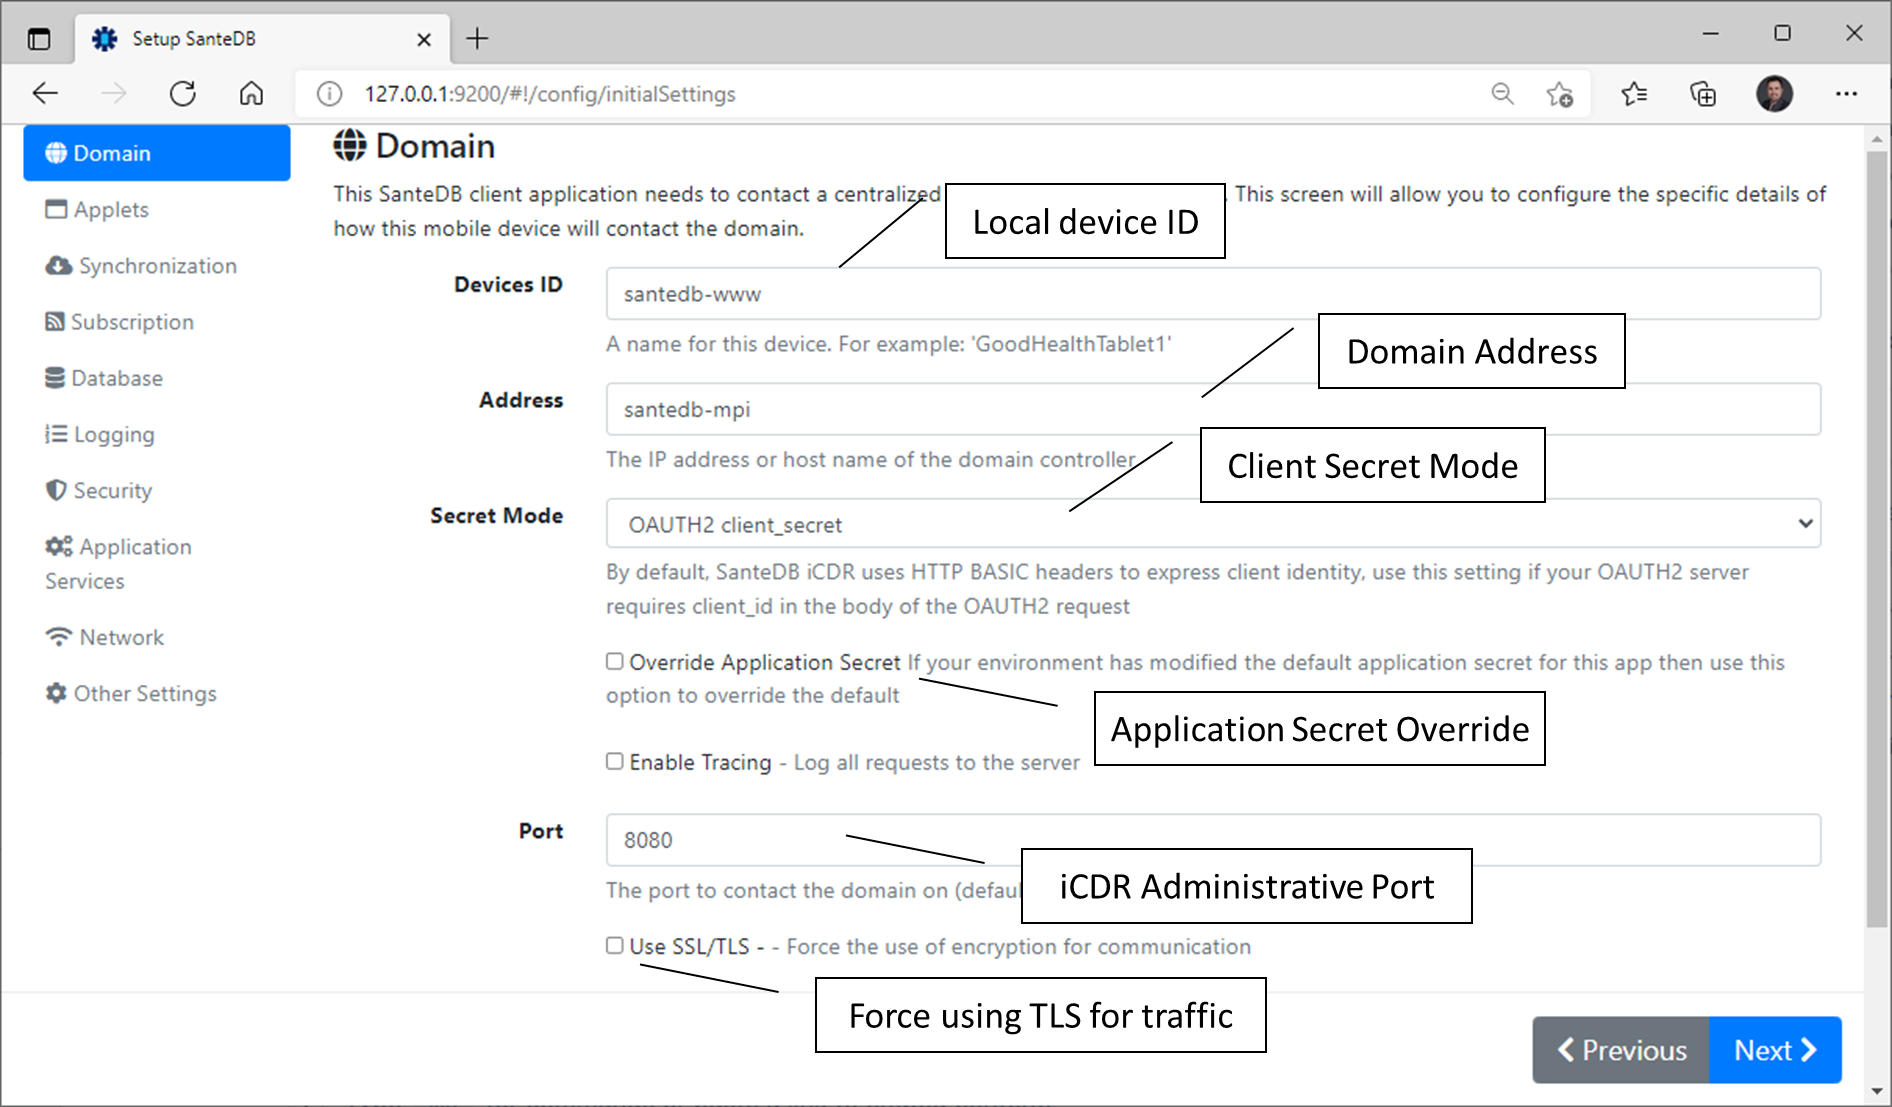 Setup SanteDB
127.0.0.1:9200/#!/config/initialSettings
Domain
Applets
Synchronization
Subscription
Database
Logging
Security
Application
Services
Network
Other Settings
Domain
This SanteDB client application needs to contact a centralized
. This screen will allow you to configure the specific details of
how this mobile device will contact the domain.
Local device ID
Devices ID
santedb-www
A name for this device. For example: 'GoodHealthTablet1'
Domain Address
Address
santedb-mpi
The IP address or host name of the domain controller
Client Secret Mode
Secret Mode
OAUTH2 client_secret
By default, SanteDB iCDR uses HTTP BASIC headers to express client identity, use this setting if your OAUTH2 server
requires client_id in the body of the OAUTH2 request
Override Application Secret If your environment has modified the default application secret for this app then use this
option to override the default
Application Secret Override
Enable Tracing - Log all requests to the server
Port
8080
iCDR Administrative Port
The port to contact the domain on
Use SSL/TLS - - Force the use of encryption for communication
Force using TLS for traffic
Previous
Next